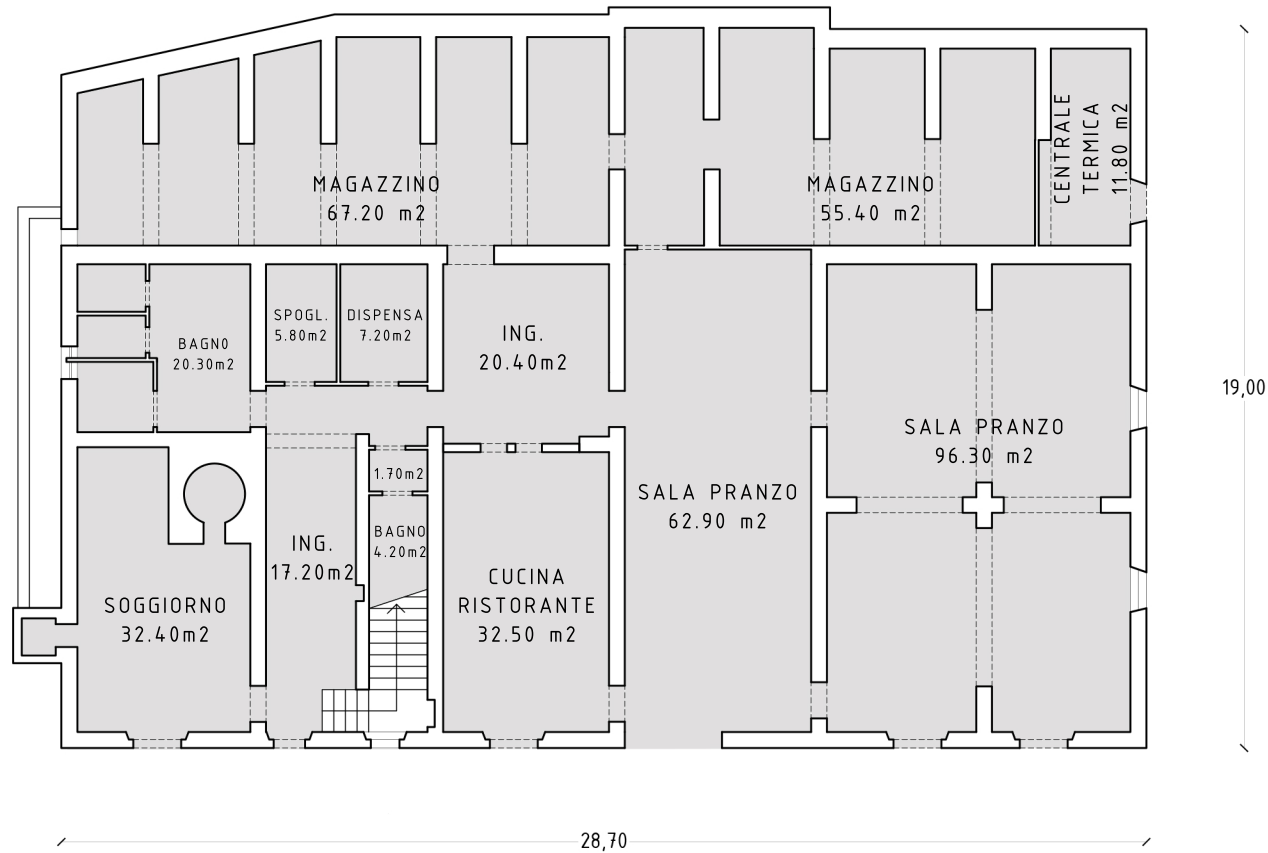 MAGAZZINO
67.20 m2
MAGAZZINO
55.40 m2
CENTRALE
TERMICA
11.80 m2
BAGNO
20.30m2
SPOGL.
5.80m2
DISPENSA
7.20m2
ING.
20.40m2
19,00
SALA PRANZO
96.30 m2
1.70m2
SALA PRANZO
62.90 m2
BAGNO
4.20m2
ING.
17.20m2
CUCINA
RISTORANTE
32.50 m2
SOGGIORNO
32.40m2
28,70